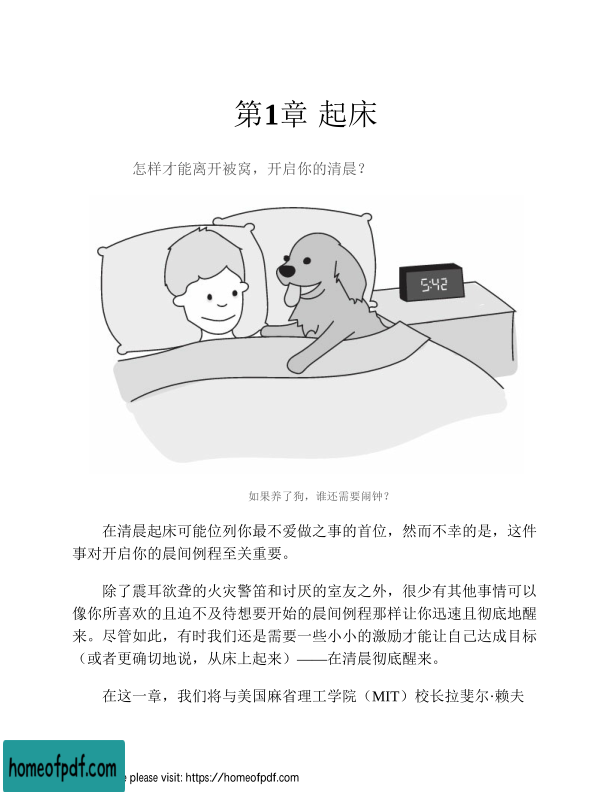 第1章 起床
怎样才能离开被窝，开启你的清晨？
5:42
如果养了狗，谁还需要闹钟？
在清晨起床可能位列你最不爱做之事的首位，然而不幸的是，这件
事对开启你的晨间例程至关重要。
除了震耳欲聋的火灾警笛和讨厌的室友之外，很少有其他事情可以
像你所喜欢的且迫不及待想要开始的晨间例程那样让你迅速且彻底地醒
来。尽管如此，有时我们还是需要一些小小的激励才能让自己达成目标
（或者更确切地说，从床上起来）——在清晨彻底醒来。
在这一章，我们将与美国麻省理工学院（MIT）校长拉斐尔·赖夫
homeofpdf.com
e please visit: https://homeofpdf.com